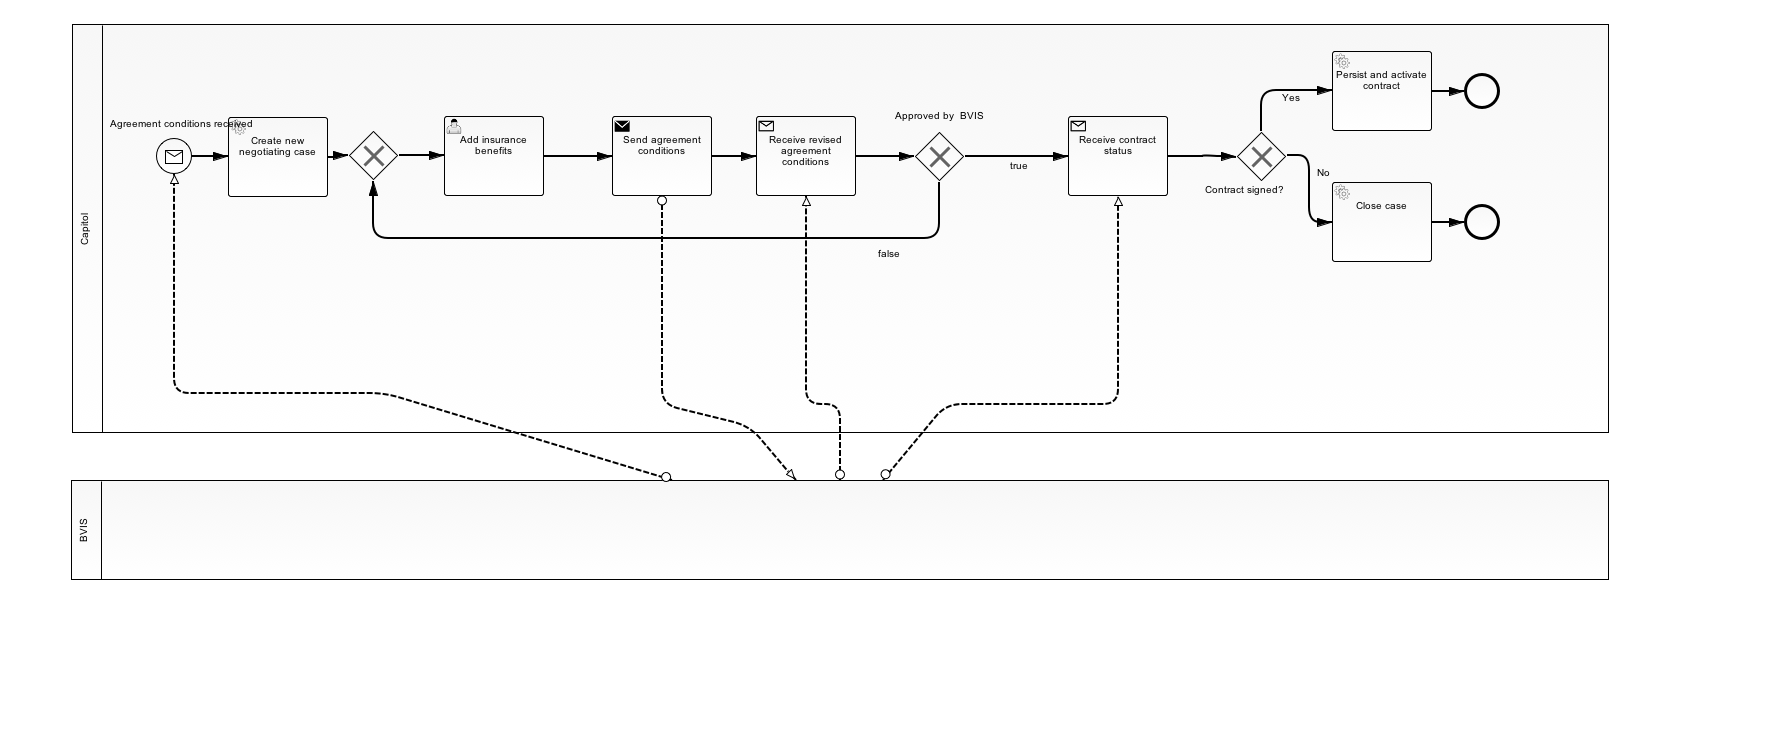 Capitol
Agreement conditions received
Create new
negotiating case
Add insurance
benefits
Send agreement
conditions
Receive revised
agreement
conditions
Approved by BVIS
true
false
Receive contract
status
Contract signed?
Yes
No
Persist and activate
contract
Close case
BVIS